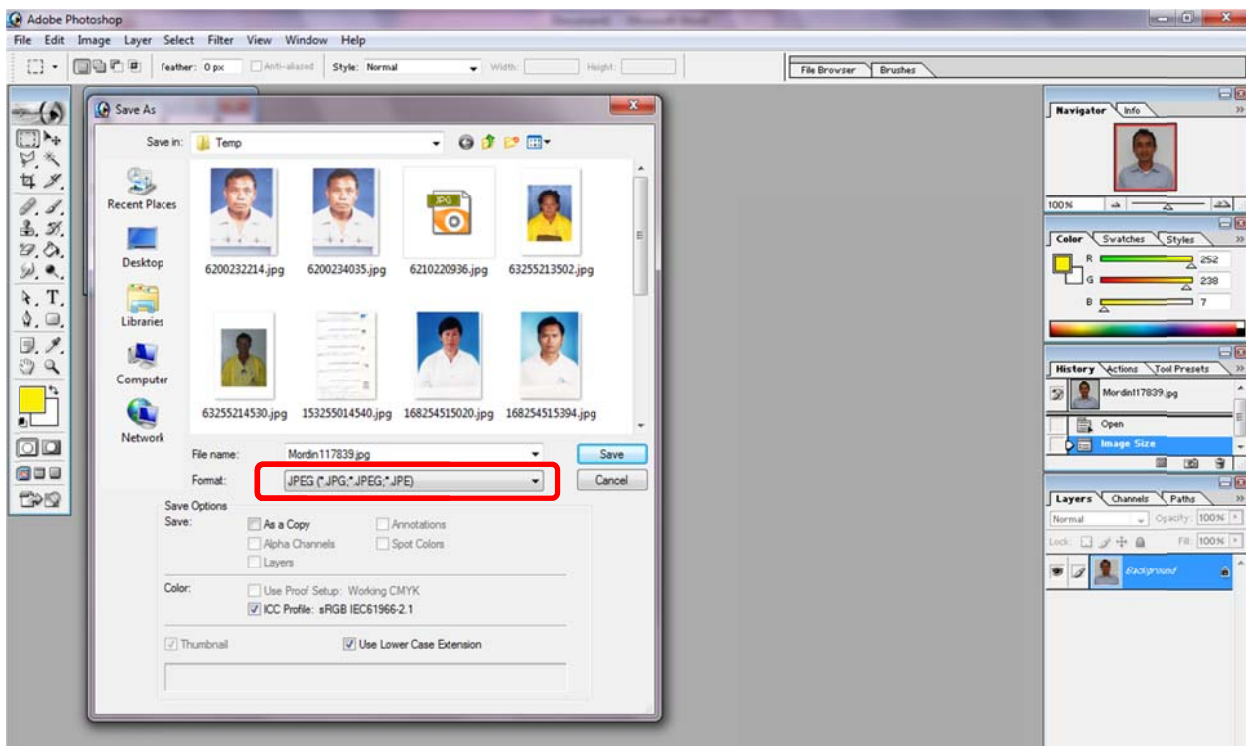 Adobe Photoshop
File Edit Image Layer Select Filter View Window Help
Feather: 0 px Anti-aliased Style: Normal Width: Height:
File Browser Brushes
Save As
Save in: Temp
Recent Places
Desktop
Libraries
Computer
Network
6200232214.jpg 6200234035.jpg 6210220936.jpg 63255213502.jpg
JPG
63255214530.jpg 153255014540.jpg 168254515020.jpg 168254515394.jpg
File name: Mordin117839.jpg Save
Format: JPEG (*.JPG;*.JPEG;*.JPE) Cancel
Save Options
Save: As a Copy Annotations
Alpha Channels Spot Colors
Layers
Color: Use Proof Setup: Working CMYK
ICC Profile: sRGB IEC61966-2.1
Thumbnail Use Lower Case Extension
Navigator Info
100%
Color Swatches Styles
R 252
G 238
B 7
History Actions Tool Presets
Mordin117839.jpg
Open
Image Size
Layers Channels Paths
Normal Opacity: 100%
Lock: Fill: 100%
Background